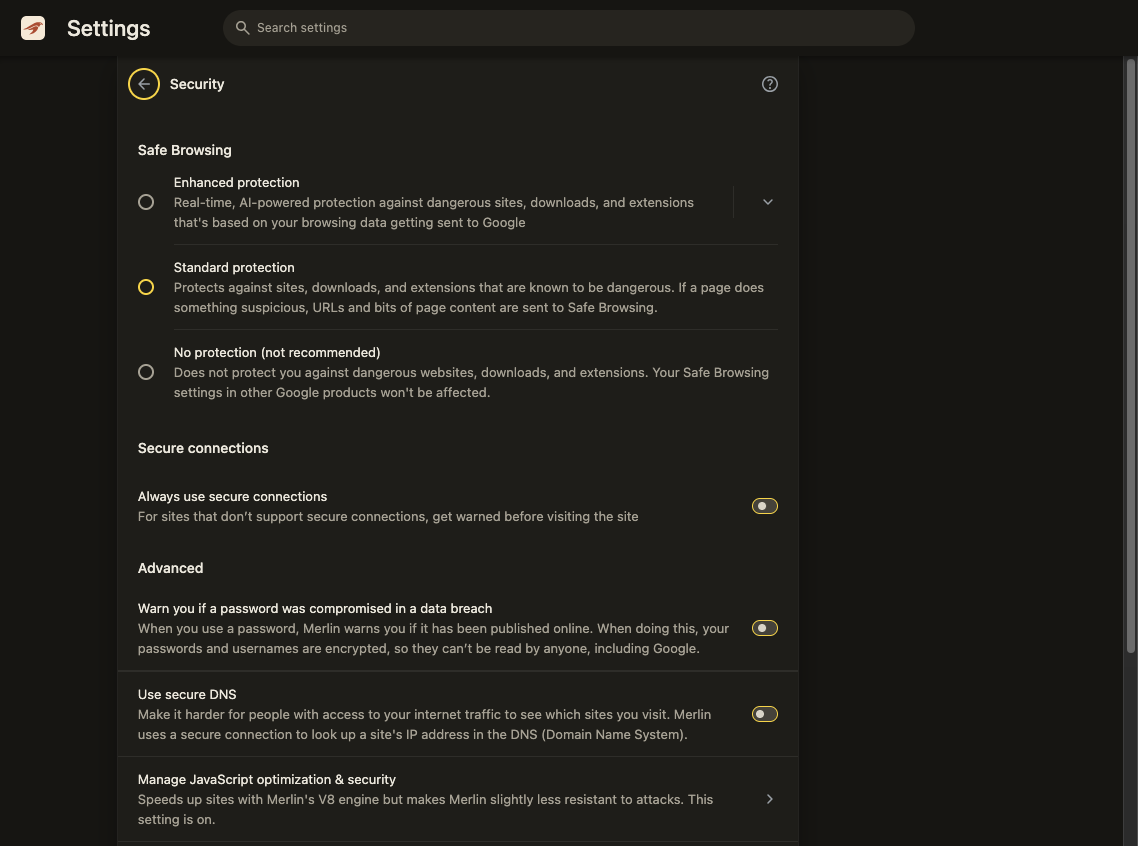 Settings
Search settings
Security
Safe Browsing
Enhanced protection
Real-time, AI-powered protection against dangerous sites, downloads, and extensions
that's based on your browsing data getting sent to Google
Standard protection
Protects against sites, downloads, and extensions that are known to be dangerous. If a page does
something suspicious, URLs and bits of page content are sent to Safe Browsing.
No protection (not recommended)
Does not protect you against dangerous websites, downloads, and extensions. Your Safe Browsing
settings in other Google products won't be affected.
Secure connections
Always use secure connections
For sites that don’t support secure connections, get warned before visiting the site
Advanced
Warn you if a password was compromised in a data breach
When you use a password, Merlin warns you if it has been published online. When doing this, your
passwords and usernames are encrypted, so they can’t be read by anyone, including Google.
Use secure DNS
Make it harder for people with access to your internet traffic to see which sites you visit. Merlin
uses a secure connection to look up a site's IP address in the DNS (Domain Name System).
Manage JavaScript optimization & security
Speeds up sites with Merlin's V8 engine but makes Merlin slightly less resistant to attacks. This
setting is on.